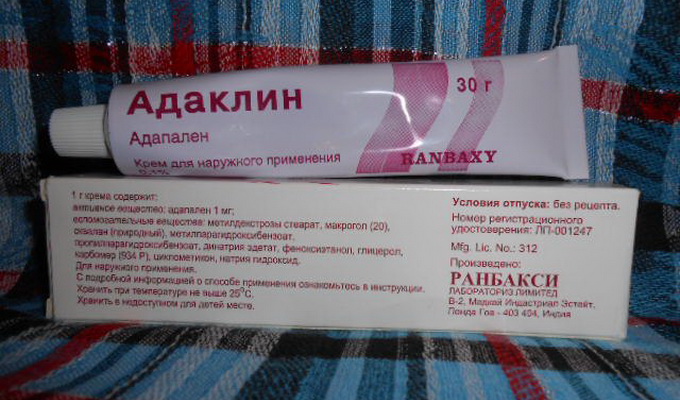 Адаклин
30 г
Адапален
Крем для наружного применения
0,1%
RANBAXY
1 г крема содержит:
активное вещество: адапален 1 мг;
вспомогательные вещества: метилдекстрозы стеарат, макрогол (20),
сквалан (природный), метилпарагидроксибензоат,
пропилпарагидроксибензоат, динатрия эдетат, феноксиэтанол, глицерол,
карбомер (934 Р), циклометикон, натрия гидроксид.
Для наружного применения.
С подробной информацией о способе применения ознакомьтесь в инструкции.
Хранить при температуре не выше 25°С.
Хранить в недоступном для детей месте.
Условия отпуска: без рецепта.
Номер регистрационного
удостоверения: ЛП-001247
Mfg. Lic. No.: 312
Произведено:
РАНБАКСИ
ЛАБОРАТОРИЗ ЛИМИТЕД
В-2, Мадкай Индастриал Эстейт,
Понда Гоа - 403 404, Индия